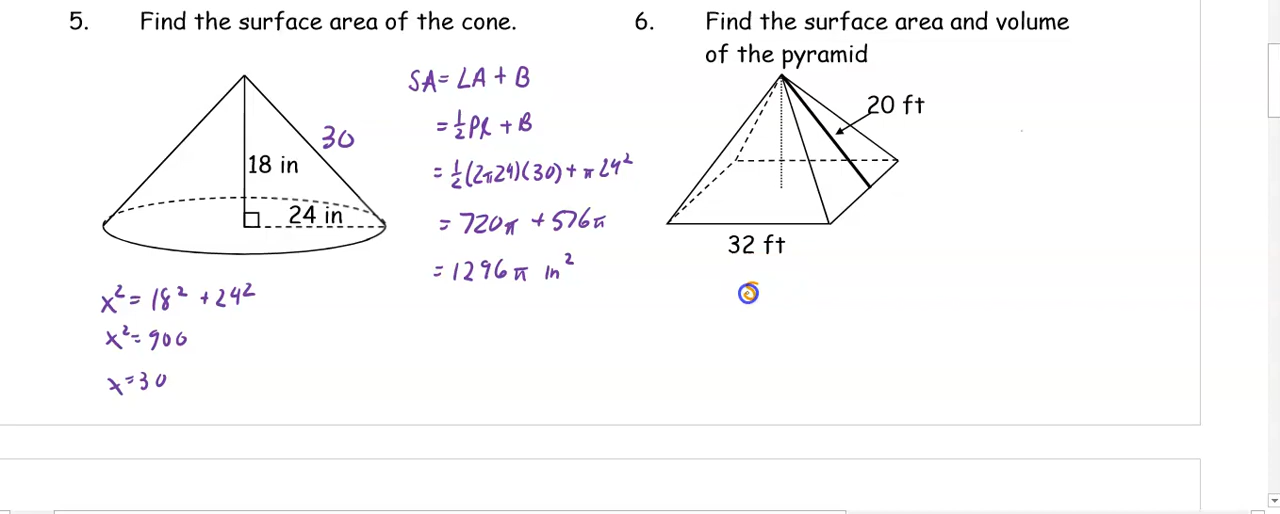 5. Find the surface area of the cone.
18 in
24 in
30
x² = 18² + 24²
x² = 900
x = 30
SA = LA + B
= ½Pl + B
= ½(2π24)(30) + π24²
= 720π + 576π
= 1296π in²
6. Find the surface area and volume
of the pyramid
20 ft
32 ft